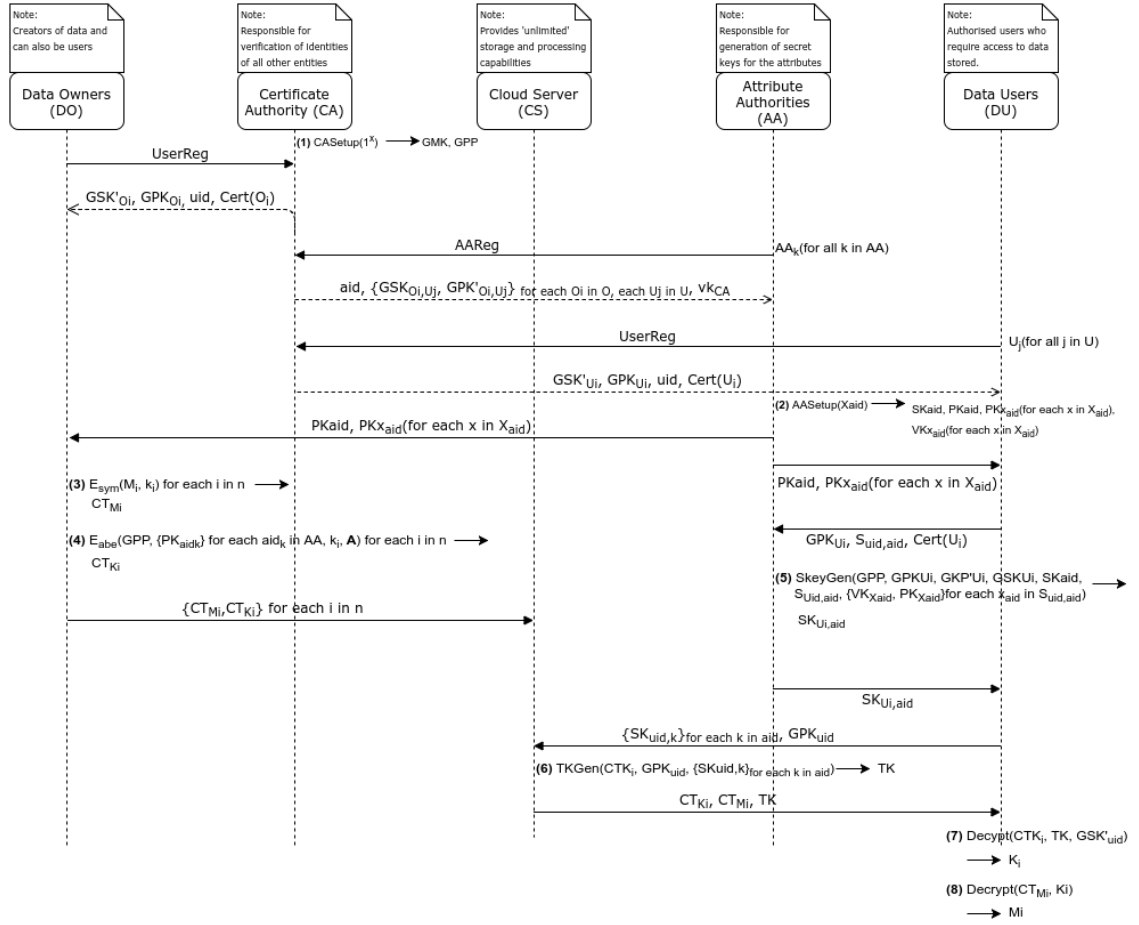 Note:
Creators of data and
can also be users
Note:
Responsible for
verification of identities
of all other entities
Note:
Provides 'unlimited'
storage and processing
capabilities
Note:
Responsible for
generation of secret
keys for the attributes
Note:
Authorised users who
require access to data
stored.
Data Owners
(DO)
Certificate
Authority (CA)
Cloud Server
(CS)
Attribute
Authorities
(AA)
Data Users
(DU)
(1) CASetup(1^x) → GMK, GPP
UserReg
GSK'Oi, GPKOi, uid, Cert(Oi)
AAReg
AAk(for all k in AA)
aid, {GSKOi,Uj, GPK'Oi,Uj} for each Oi in O, each Uj in U, vkCA
UserReg
Uj(for all j in U)
GSK'Ui, GPKUi, uid, Cert(Ui)
(2) AASetup(Xaid) → SKaid, PKaid, PKxaid(for each x in Xaid),
VKxaid(for each x in Xaid)
PKaid, PKxaid(for each x in Xaid)
PKaid, PKxaid(for each x in Xaid)
(3) Esym(Mi, ki) for each i in n →
CTMi
GPKUi, Suid,aid, Cert(Ui)
(4) Eabe(GPP, {PKaidk} for each aidk in AA, ki, A) for each i in n →
CTKi
(5) SkeyGen(GPP, GPKUi, GKP'Ui, GSKUi, SKaid, →
SUid,aid, {VKXaid, PKXaid}for each xaid in Suid,aid)
SKUi,aid
{CTMi,CTKi} for each i in n
SKUi,aid
{SKuid,k}for each k in aid, GPKuid
(6) TKGen(CTKi, GPKuid, {SKuid,k}for each k in aid) → TK
CTKi, CTMi, TK
(7) Decypt(CTKi, TK, GSK'uid)
→ Ki
(8) Decrypt(CTMi, Ki)
→ Mi